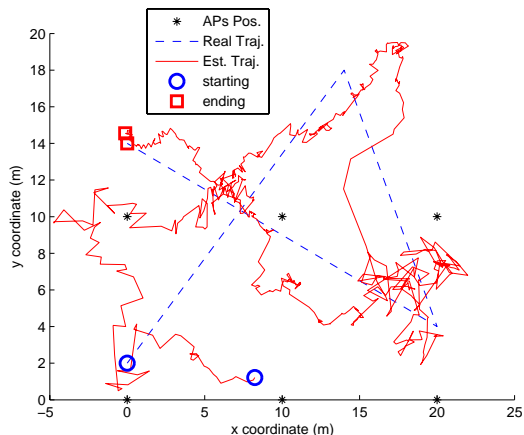 APs Pos.
Real Traj.
Est. Traj.
starting
ending
20
18
16
14
12
10
8
6
4
2
0
y coordinate (m)
−5 0 5 10 15 20 25
x coordinate (m)